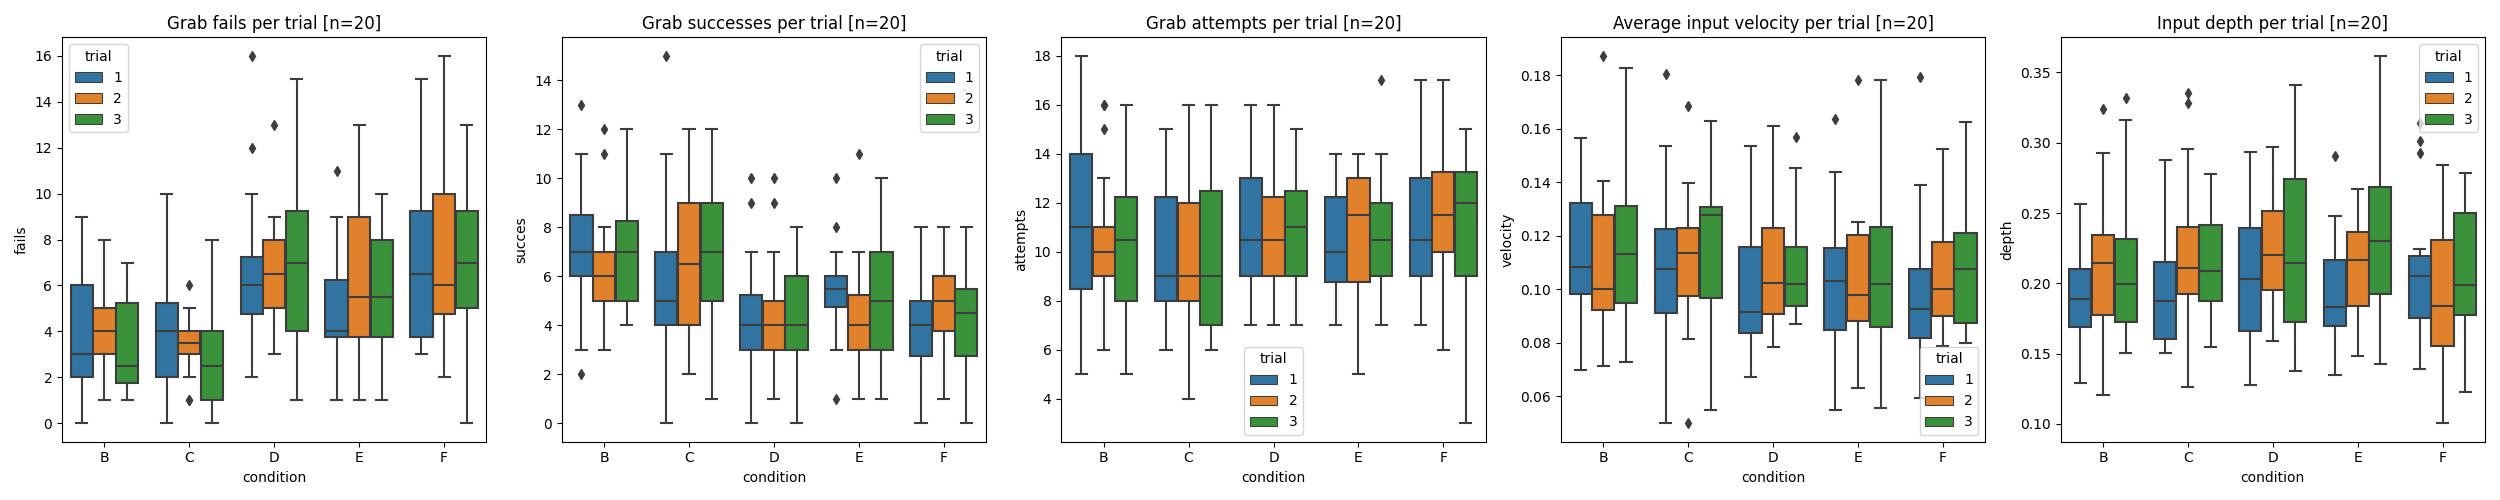 Grab fails per trial [n=20]
fails
16
14
12
10
8
6
4
2
0
trial
1
2
3
B C D E F
condition
Grab successes per trial [n=20]
succes
14
12
10
8
6
4
2
0
trial
1
2
3
B C D E F
condition
Grab attempts per trial [n=20]
attempts
18
16
14
12
10
8
6
4
trial
1
2
3
B C D E F
condition
Average input velocity per trial [n=20]
velocity
0.18
0.16
0.14
0.12
0.10
0.08
0.06
trial
1
2
3
B C D E F
condition
Input depth per trial [n=20]
depth
0.35
0.30
0.25
0.20
0.15
0.10
trial
1
2
3
B C D E F
condition